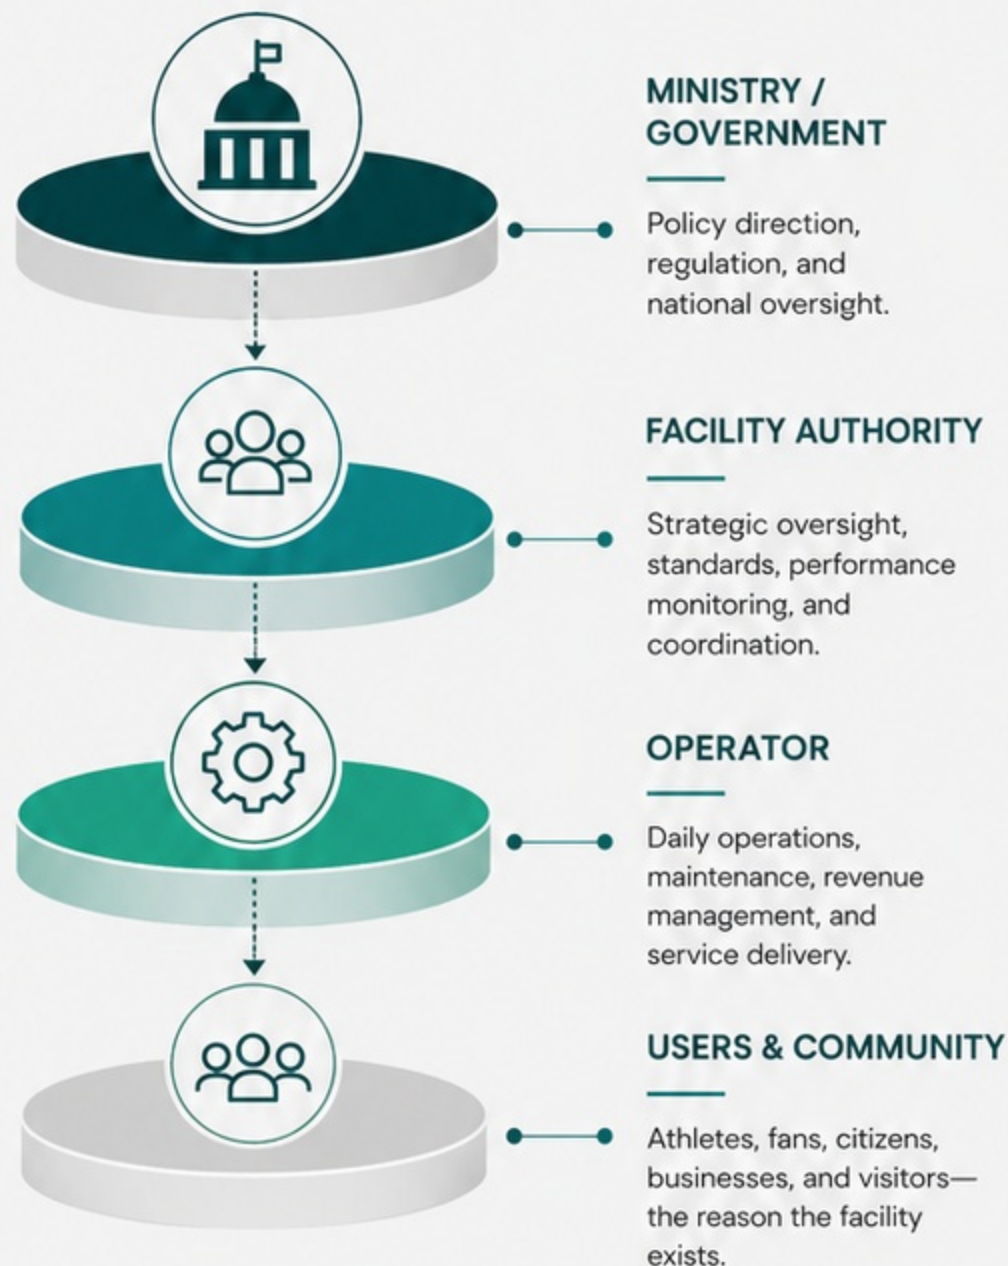 MINISTRY /
GOVERNMENT
Policy direction,
regulation, and
national oversight.
FACILITY AUTHORITY
Strategic oversight,
standards, performance
monitoring, and
coordination.
OPERATOR
Daily operations,
maintenance, revenue
management, and
service delivery.
USERS & COMMUNITY
Athletes, fans, citizens,
businesses, and visitors—
the reason the facility
exists.